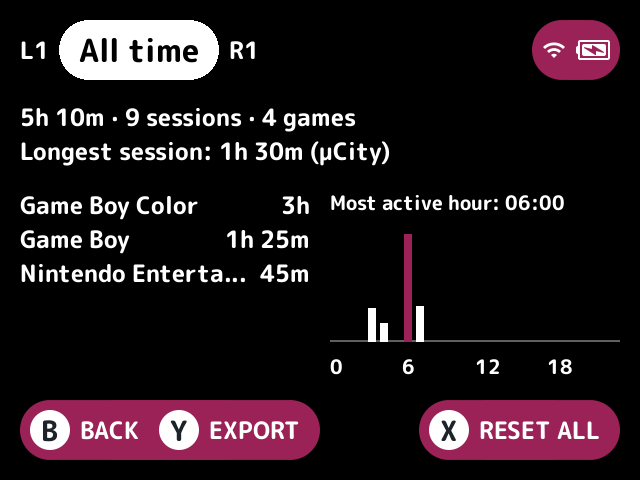 L1 All time R1
5h 10m · 9 sessions · 4 games
Longest session: 1h 30m (µCity)
Game Boy Color 3h
Game Boy 1h 25m
Nintendo Enterta... 45m
Most active hour: 06:00
0 6 12 18
B BACK Y EXPORT X RESET ALL